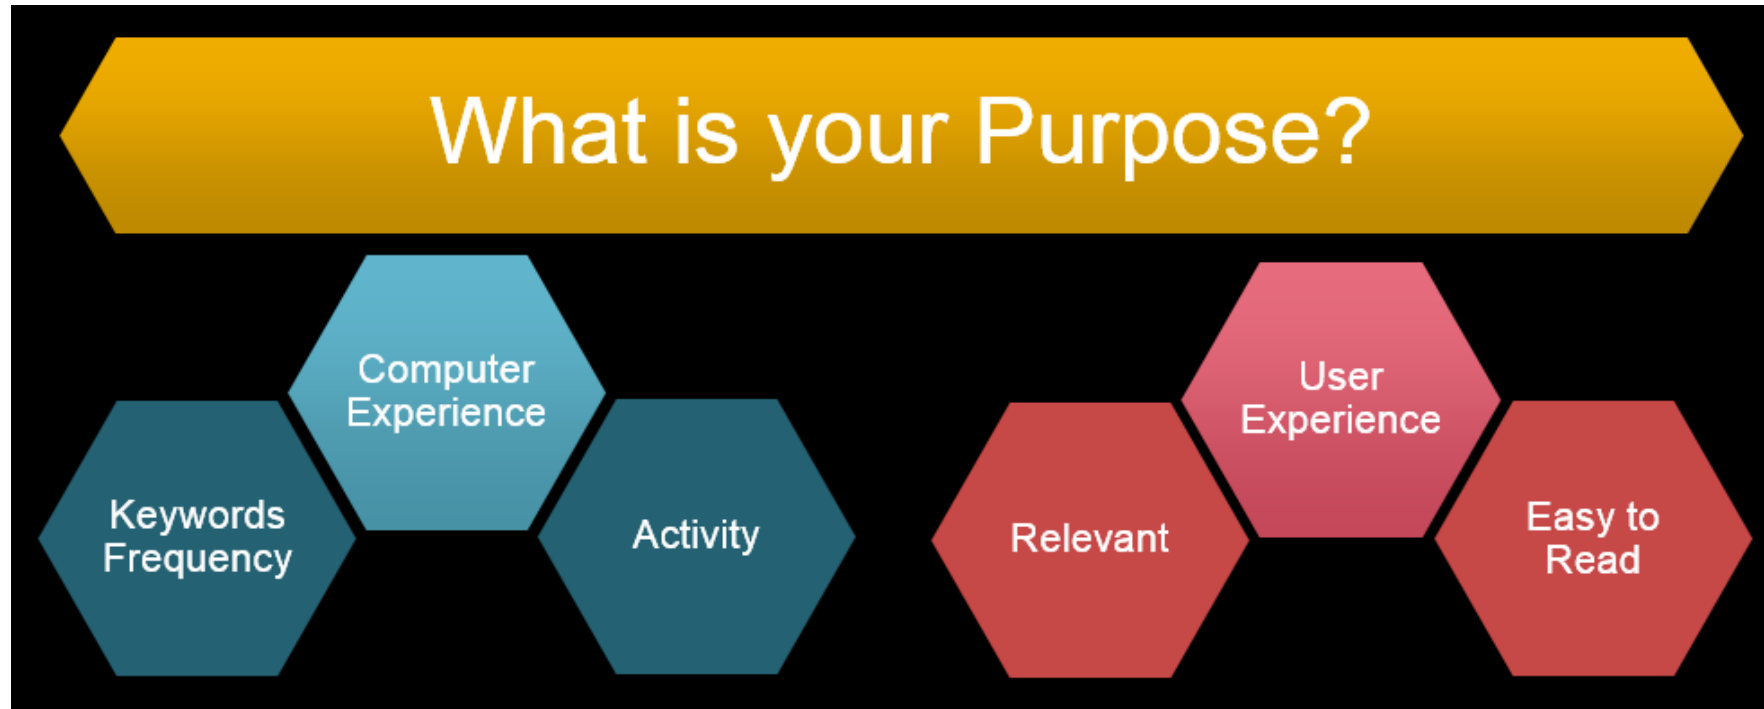 What is your Purpose?
Computer
Experience
Keywords
Frequency
Activity
User
Experience
Relevant
Easy to
Read